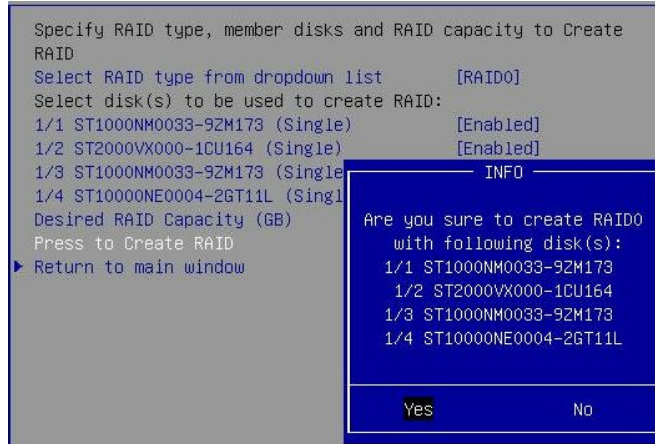 Specify RAID type, member disks and RAID capacity to Create
RAID
Select RAID type from dropdown list [RAID0]
Select disk(s) to be used to create RAID:
1/1 ST1000NM0033-9ZM173 (Single) [Enabled]
1/2 ST2000VX000-1CU164 (Single) [Enabled]
1/3 ST1000NM0033-9ZM173 (Single
1/4 ST10000NE0004-2GT11L (Singl
Desired RAID Capacity (GB)
Press to Create RAID
Return to main window
INFO
Are you sure to create RAID0
with following disk(s):
1/1 ST1000NM0033-9ZM173
1/2 ST2000VX000-1CU164
1/3 ST1000NM0033-9ZM173
1/4 ST10000NE0004-2GT11L
Yes No